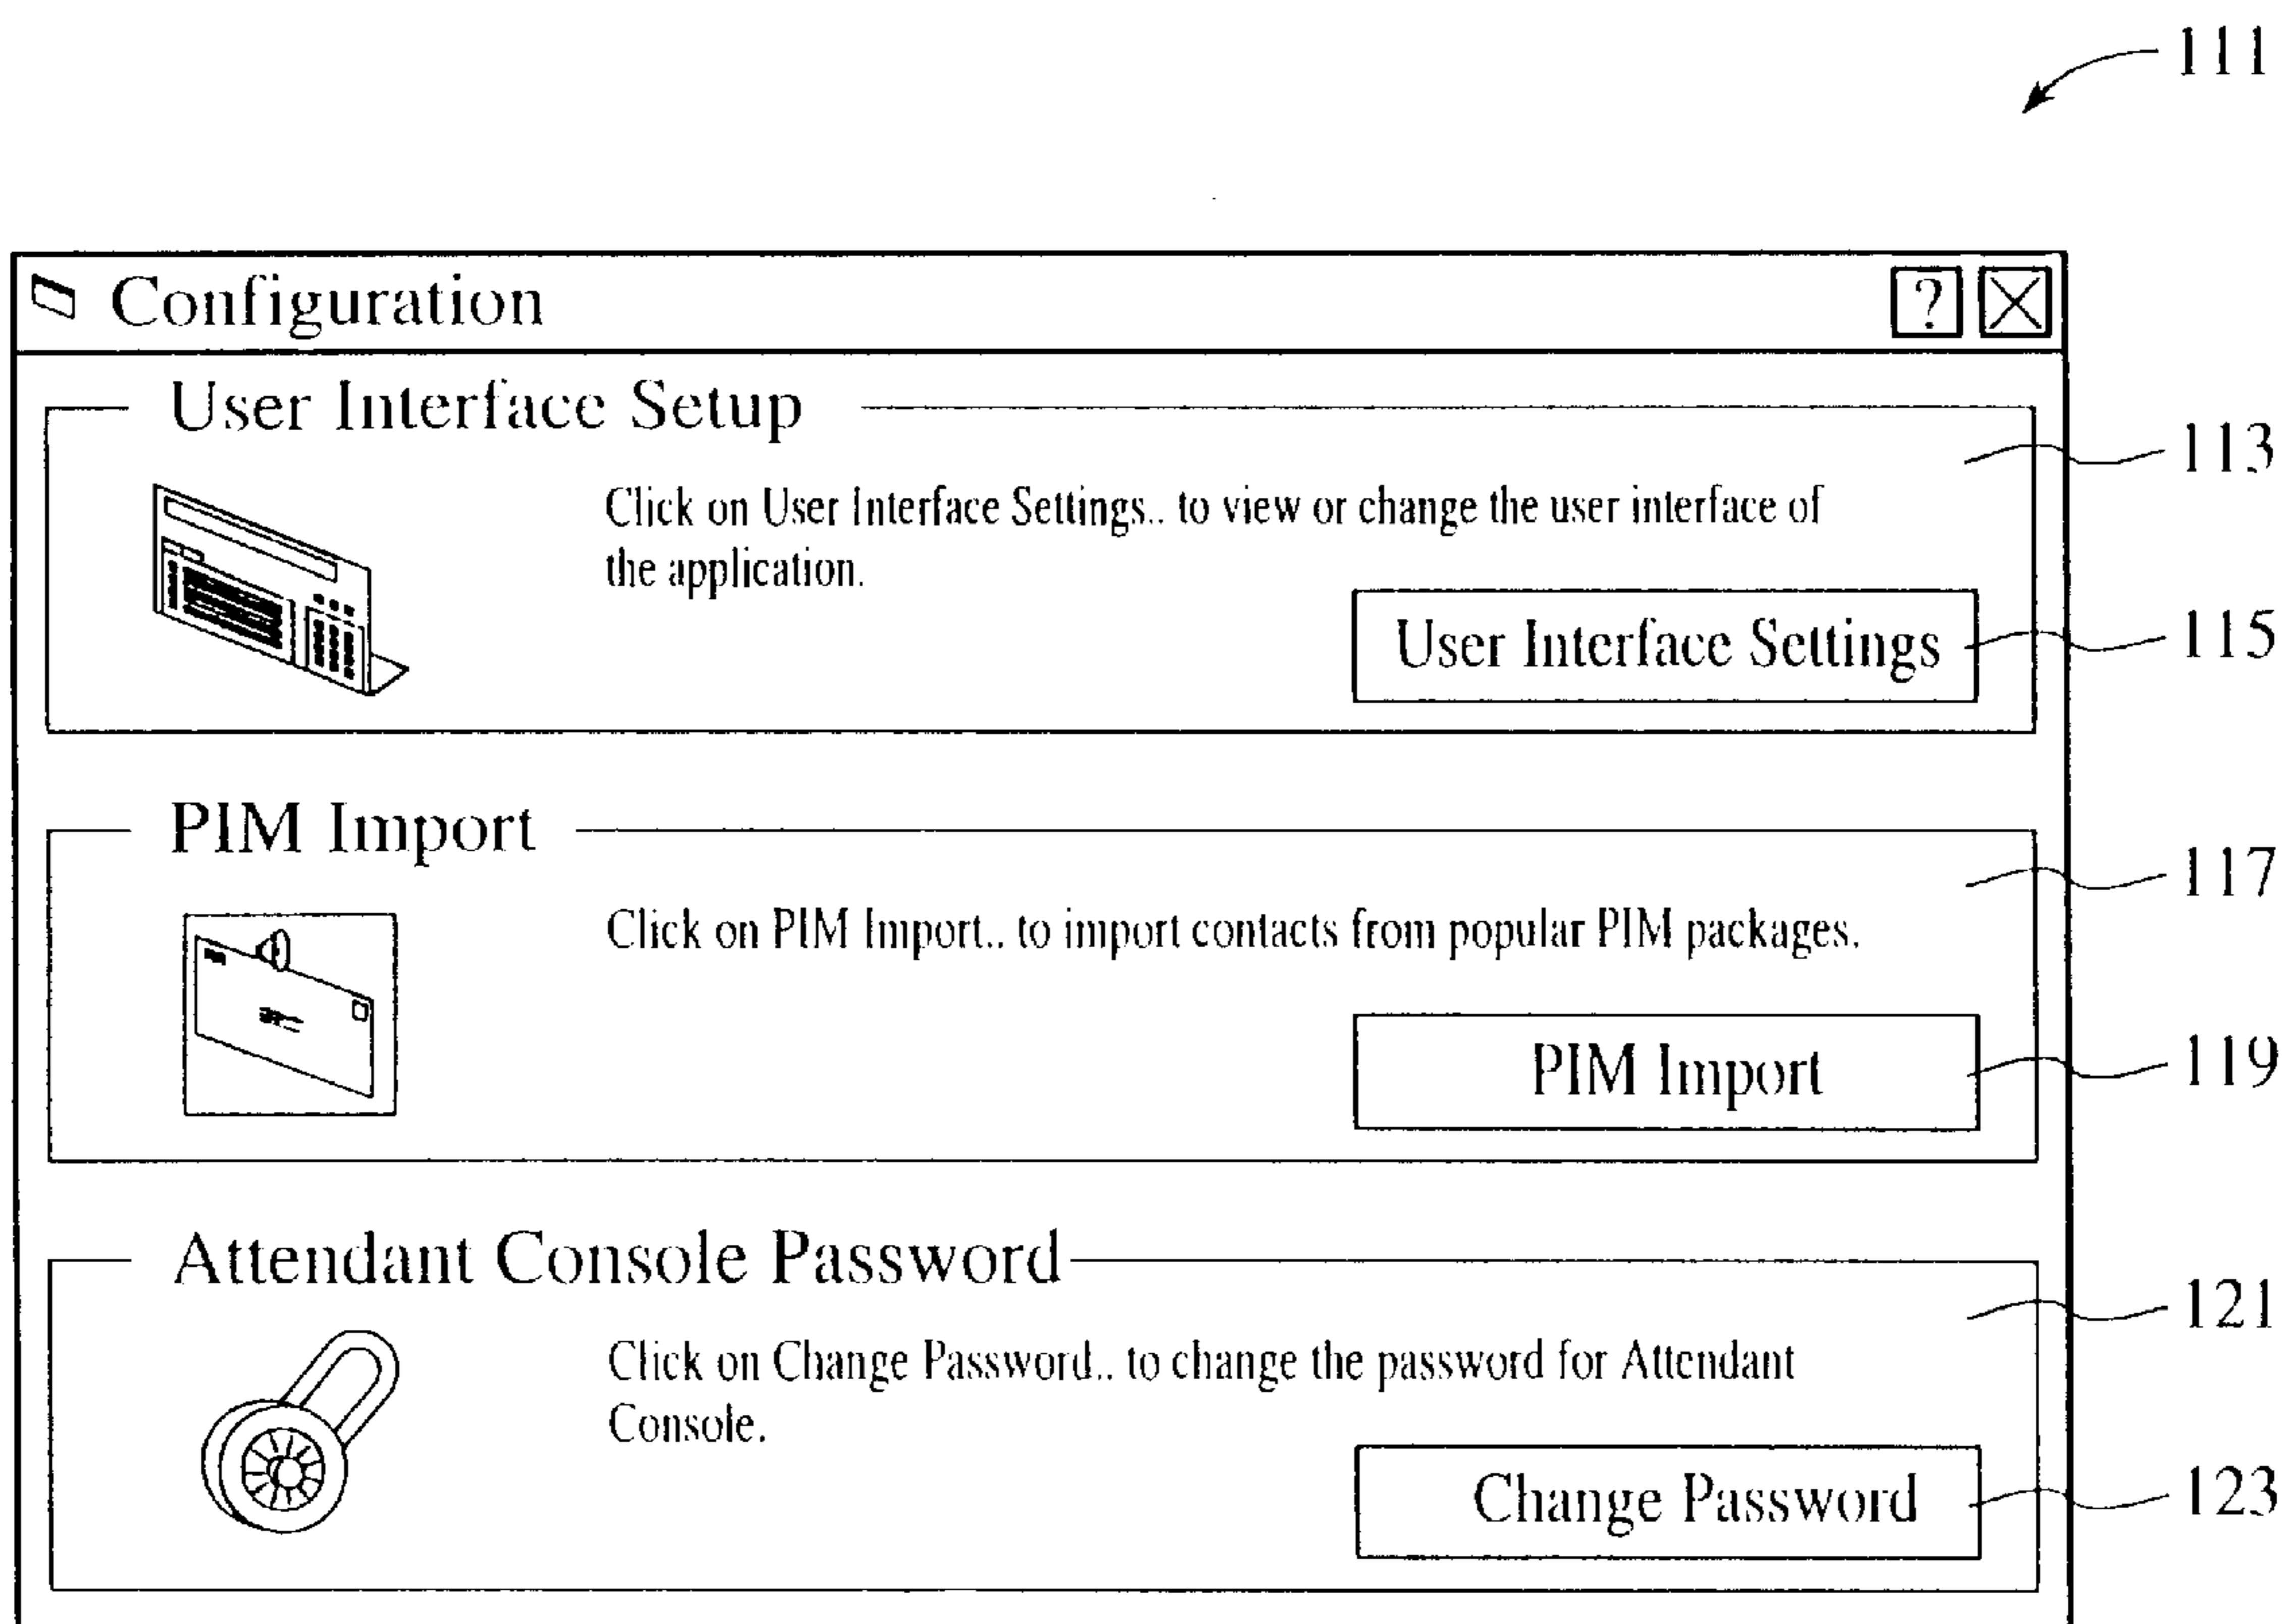 111
Configuration ?
User Interface Setup
113
Click on User Interface Settings.. to view or change the user interface of
the application.
User Interface Settings
115
PIM Import
117
Click on PIM Import.. to import contacts from popular PIM packages.
PIM Import
119
Attendant Console Password
121
Click on Change Password.. to change the password for Attendant
Console.
Change Password
123